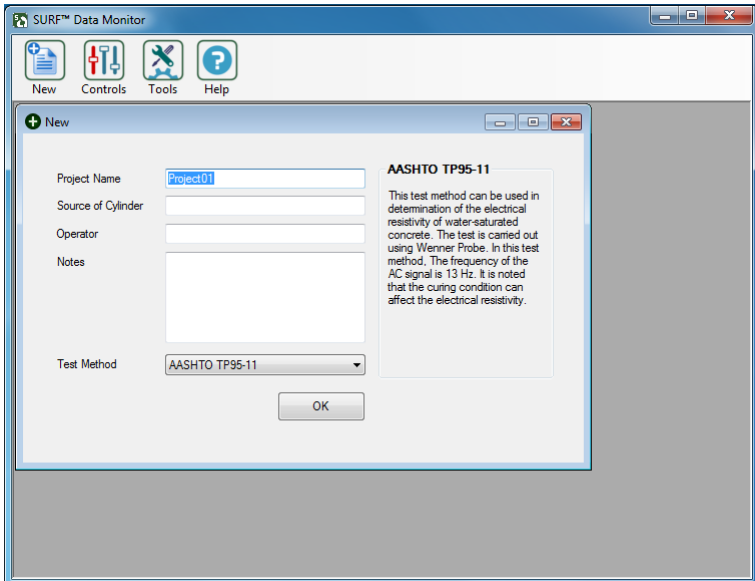 SURF™ Data Monitor
New
Controls
Tools
Help
New
Project Name
Project01
Source of Cylinder
Operator
Notes
Test Method
AASHTO TP95-11
OK
AASHTO TP95-11
This test method can be used in
determination of the electrical
resistivity of water-saturated
concrete. The test is carried out
using Wenner Probe. In this test
method, The frequency of the
AC signal is 13 Hz. It is noted
that the curing condition can
affect the electrical resistivity.